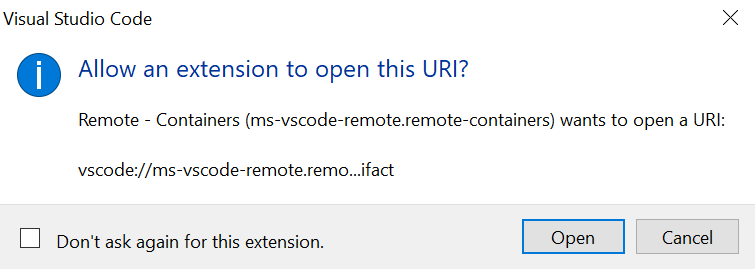 Visual Studio Code
Allow an extension to open this URI?
Remote - Containers (ms-vscode-remote.remote-containers) wants to open a URI:
vscode://ms-vscode-remote.remo...ifact
Don't ask again for this extension.
Open
Cancel